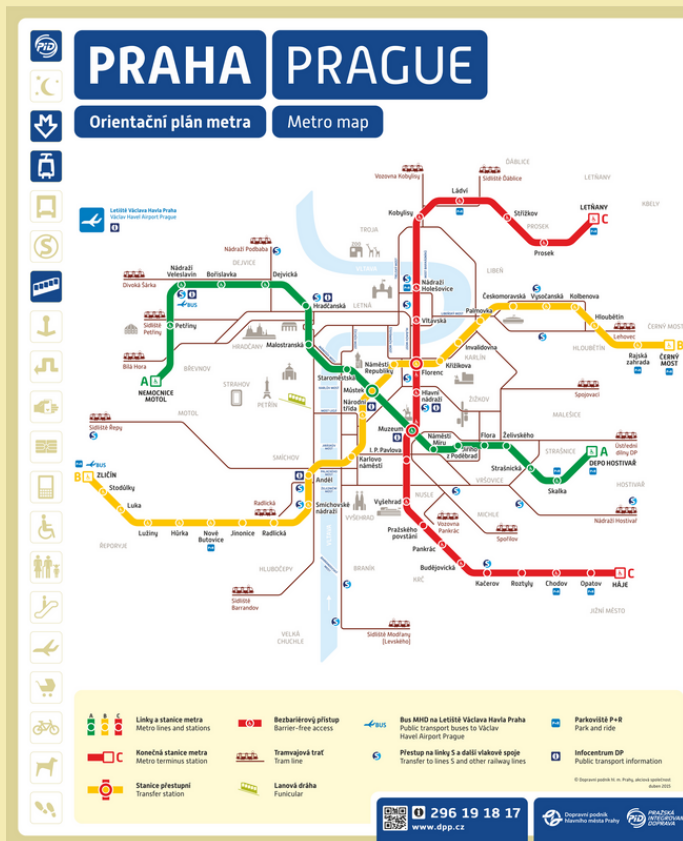 PiD
PRAHA
PRAGUE
Orientační plán metra
Metro map
Letiště Václava Havla Praha
Václav Havel Airport Prague
ĎÁBLICE
Vozovna Kobylisy
Sídliště Ďáblice
LETŇANY
Ládví
LETŇANY
C
KBELY
Kobylisy
Střížkov
PROSEK
Prosek
TROJA
Nádraží Podbaba
DEJVICE
VLTAVA
LIBEŇ
Nádraží Veleslavín
Bořislavka
Dejvická
Divoká Šárka
BUS
Nádraží Holešovice
Českomoravská
Vysočanská
Kolbenova
Palmovka
Hradčanská
LETNÁ
Vltavská
Hloubětín
Lehovec
ČERNÝ MOST
Sídliště Petřiny
Petřiny
HRADČANY
Malostranská
Invalidovna
KARLÍN
HLOUBĚTÍN
Rajská zahrada
ČERNÝ MOST
B
Náměstí Republiky
Florenc
Křižíkova
Bílá Hora
BŘEVNOV
Staroměstská
A
NEMOCNICE MOTOL
STRAHOV
PETŘÍN
Můstek
Hlavní nádraží
ŽIŽKOV
Spojovací
Národní třída
MALEŠICE
MOTOL
Muzeum
Náměstí Míru
Jiřího z Poděbrad
Flora
Želivského
Sídliště Řepy
I. P. Pavlova
STRAŠNICE
Ústřední dílny DP
A
DEPO HOSTIVAŘ
Karlovo náměstí
SMÍCHOV
Strašnická
BUS
B
ZLIČÍN
Anděl
VRŠOVICE
Skalka
HOSTIVAŘ
Stodůlky
Radlická
Smíchovské nádraží
Vyšehrad
NUSLE
Luka
VYŠEHRAD
Vozovna Pankrác
MICHLE
Nádraží Hostivař
Lužiny
Hůrka
Nové Butovice
Jinonice
Radlická
Pražského povstání
Spořilov
ŘEPORYJE
Pankrác
HLUBOČEPY
BRANÍK
KRČ
Budějovická
Kačerov
Roztyly
Chodov
Opatov
HÁJE
C
Sídliště Barrandov
JIŽNÍ MĚSTO
VELKÁ CHUCHLE
Sídliště Modřany (Levského)
A B C
Linky a stanice metra
Metro lines and stations
C
Konečná stanice metra
Metro terminus station
Stanice přestupní
Transfer station
Bezbariérový přístup
Barrier-free access
Tramvajová trať
Tram line
Lanová dráha
Funicular
BUS
Bus MHD na Letiště Václava Havla Praha
Public transport buses to Václav
Havel Airport Prague
Přestup na linky S a další vlakové spoje
Transfer to lines S and other railway lines
Parkoviště P+R
Park and ride
Infocentrum DP
Public transport information
296 19 18 17
www.dpp.cz
Dopravní podnik
hlavního města Prahy
PiD
PRAŽSKÁ
INTEGROVANÁ
DOPRAVA